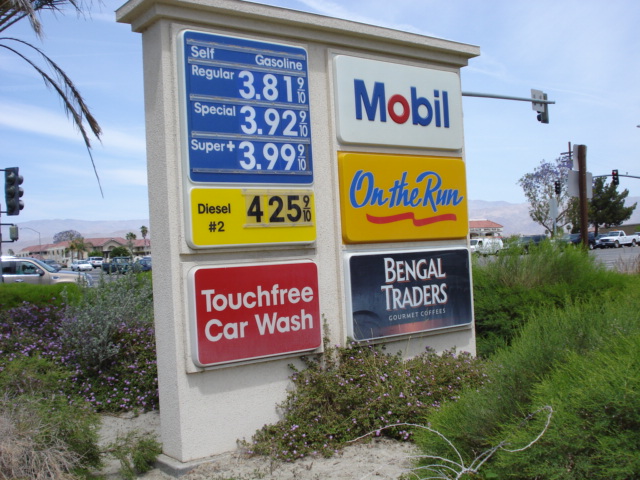 Self
Gasoline
Regular 3.81 9/10
Special 3.92 9/10
Super+ 3.99 9/10
Diesel
#2 4 25 9/10
Touchfree
Car Wash
Mobil
On the Run
BENGAL
TRADERS
GOURMET COFFEES